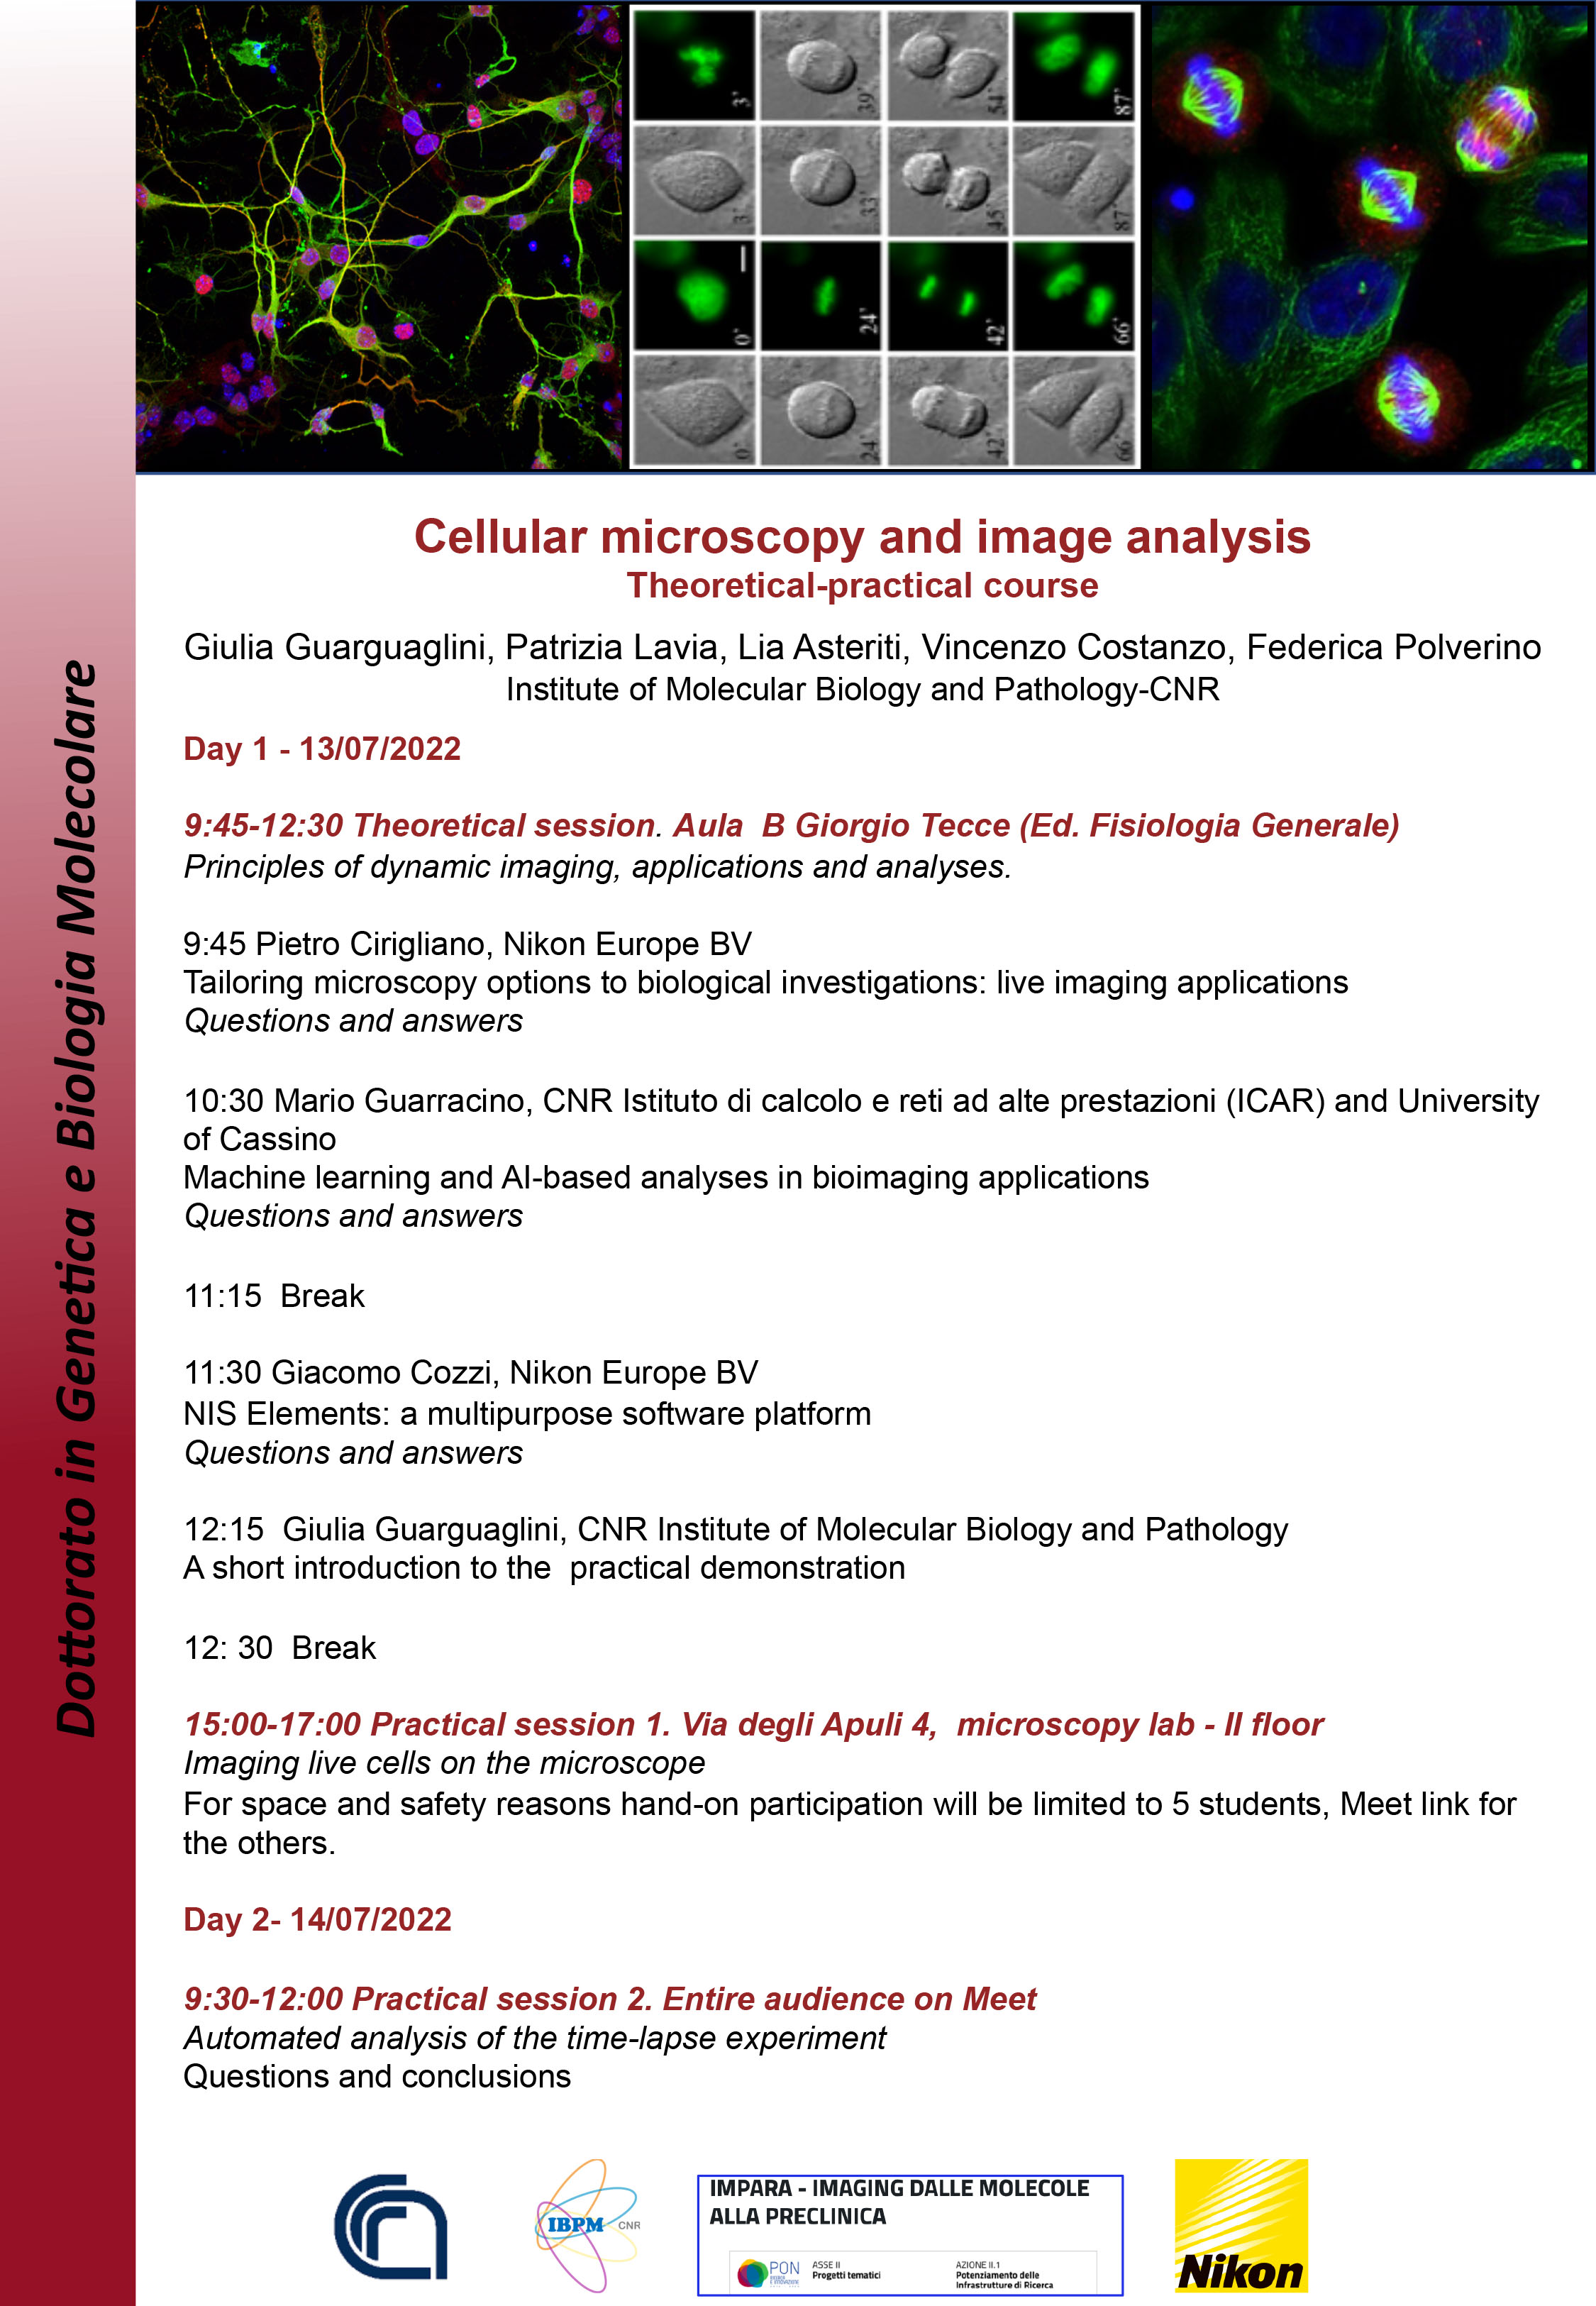 3'
39'
54'
87'
3'
33'
45'
87'
0'
24'
42'
66'
0'
24'
42'
66'
Dottorato in Genetica e Biologia Molecolare
Cellular microscopy and image analysis
Theoretical-practical course
Giulia Guarguaglini, Patrizia Lavia, Lia Asteriti, Vincenzo Costanzo, Federica Polverino
Institute of Molecular Biology and Pathology-CNR
Day 1 - 13/07/2022
9:45-12:30 Theoretical session. Aula  B Giorgio Tecce (Ed. Fisiologia Generale)
Principles of dynamic imaging, applications and analyses.
9:45 Pietro Cirigliano, Nikon Europe BV
Tailoring microscopy options to biological investigations: live imaging applications
Questions and answers
10:30 Mario Guarracino, CNR Istituto di calcolo e reti ad alte prestazioni (ICAR) and University
of Cassino
Machine learning and AI-based analyses in bioimaging applications
Questions and answers
11:15  Break
11:30 Giacomo Cozzi, Nikon Europe BV
NIS Elements: a multipurpose software platform
Questions and answers
12:15  Giulia Guarguaglini, CNR Institute of Molecular Biology and Pathology
A short introduction to the  practical demonstration
12: 30  Break
15:00-17:00 Practical session 1. Via degli Apuli 4,  microscopy lab - II floor
Imaging live cells on the microscope
For space and safety reasons hand-on participation will be limited to 5 students, Meet link for
the others.
Day 2- 14/07/2022
9:30-12:00 Practical session 2. Entire audience on Meet
Automated analysis of the time-lapse experiment
Questions and conclusions
IBPM CNR
IMPARA - IMAGING DALLE MOLECOLE
ALLA PRECLINICA
PON
ASSE II
Progetti tematici
AZIONE II.1
Potenziamento delle
Infrastrutture di Ricerca
Nikon